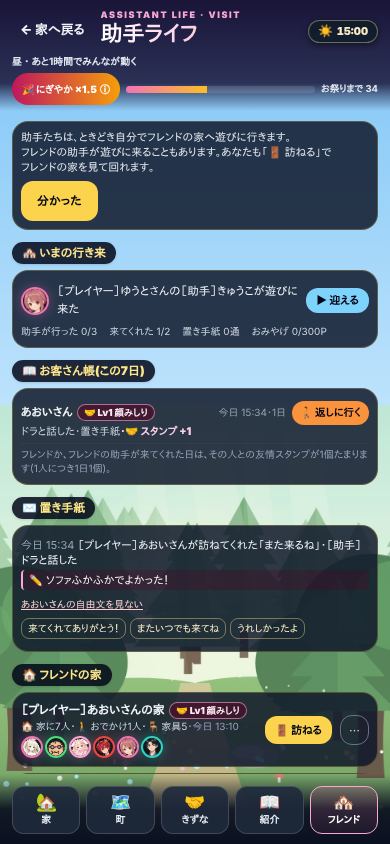 ← 家へ戻る
ASSISTANT LIFE · VISIT
助手ライフ
☀️ 15:00
昼・あと1時間でみんなが動く
🎉 にぎやか ×1.5 ⓘ
お祭りまで 34
助手たちは、ときどき自分でフレンドの家へ遊びに行きます。
フレンドの助手が遊びに来ることもあります。あなたも「🚪 訪ねる」で
フレンドの家を見て回れます。
分かった
🏘️ いまの行き来
［プレイヤー］ゆうとさんの［助手］きゅうこが遊びに
来た
▶ 迎える
助手が行った 0/3 来てくれた 1/2 置き手紙 0通 おみやげ 0/300P
📖 お客さん帳(この7日)
あおいさん 🤝 Lv1 顔みしり 今日 15:34·1日
🚶 返しに行く
ドラと話した·置き手紙·🤝 スタンプ +1
フレンドか、フレンドの助手が来てくれた日は、その人との友情スタンプが1個たまりま
す(1人につき1日1個)。
✉️ 置き手紙
今日 15:34 ［プレイヤー］あおいさんが訪ねてくれた「また来るね」·［助手］
ドラと話した
✏️ ソファふかふかでよかった！
あおいさんの自由文を見ない
来てくれてありがとう！ またいつでも来てね うれしかったよ
🏠 フレンドの家
［プレイヤー］あおいさんの家 🤝 Lv1 顔みしり
🏠 家に7人·🚶 おでかけ1人·🪑 家具5·今日 13:10
🚪 訪ねる
…
家 町 きずな 紹介 フレンド